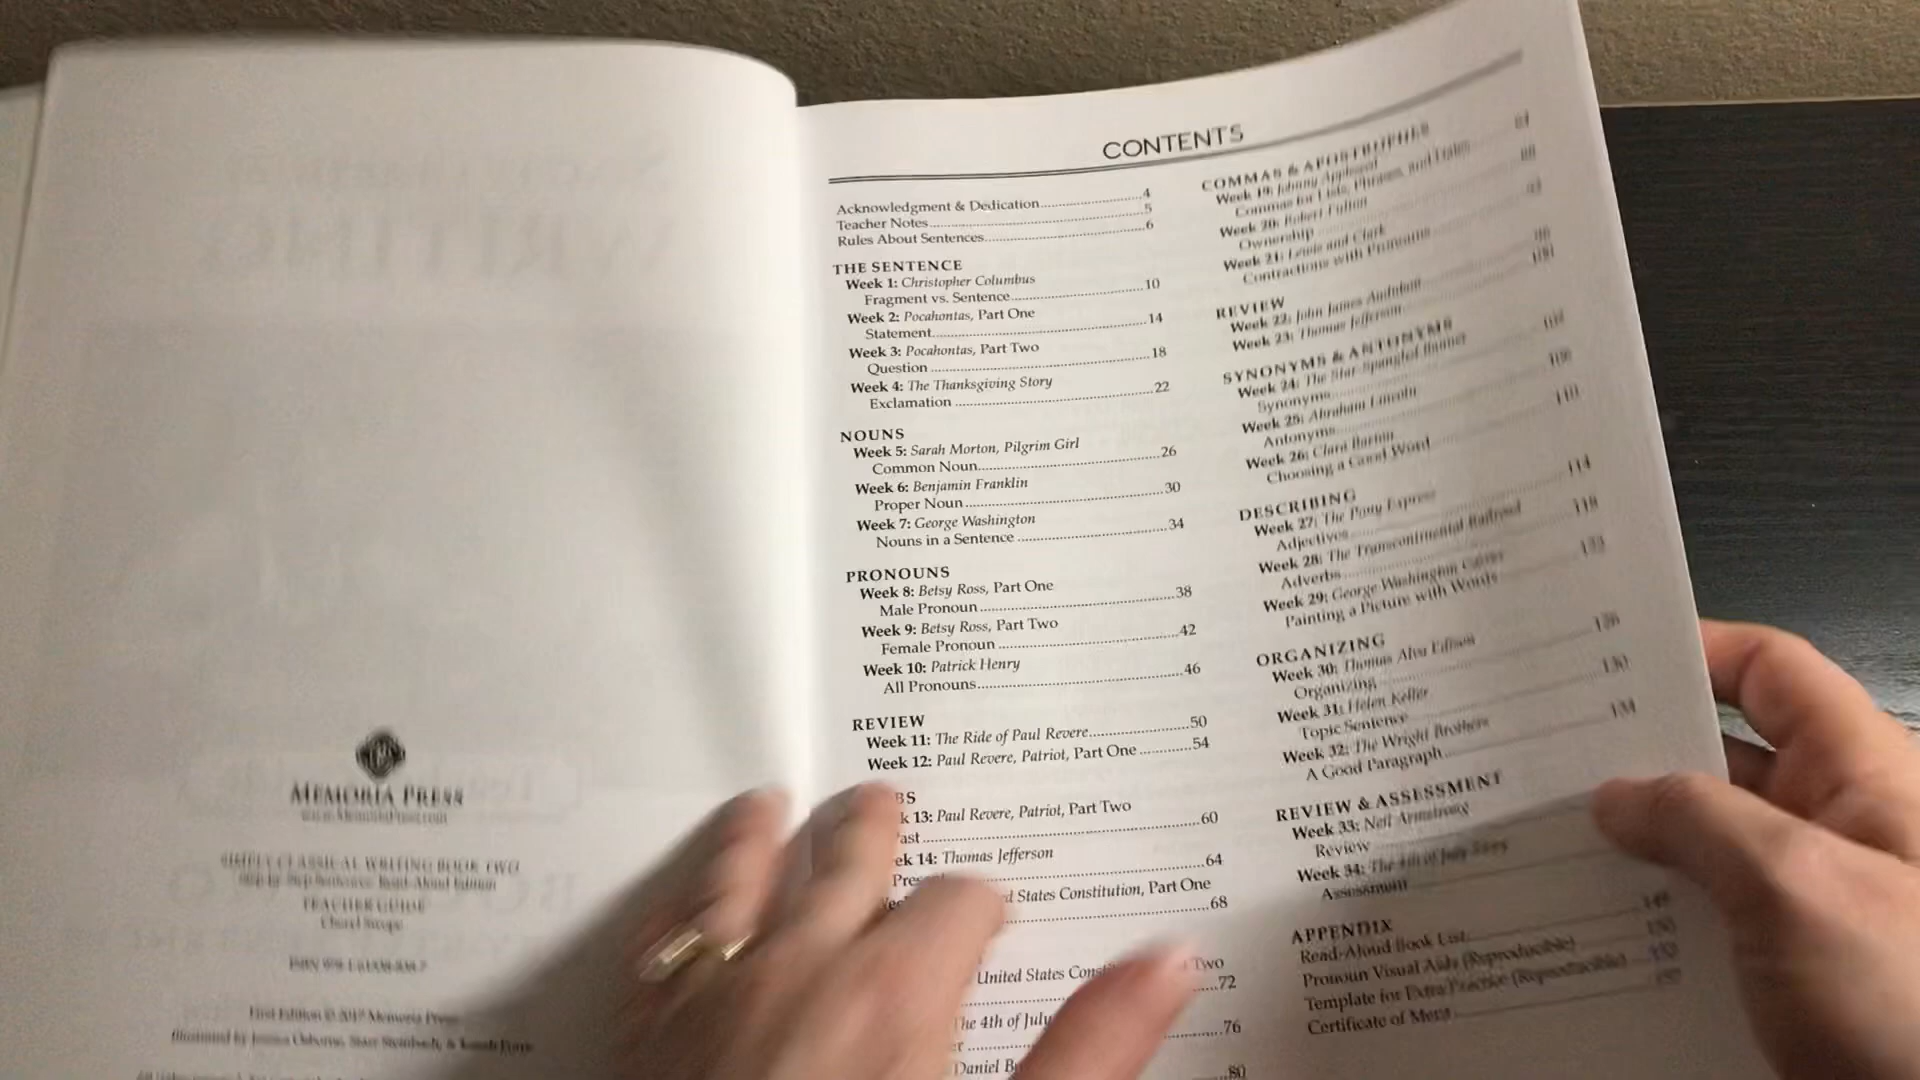 MEMORIA PRESS
www.MemoriaPress.com
SIMPLY CLASSICAL WRITING BOOK TWO
Step-by-Step Sentences: Read-Aloud Edition
TEACHER GUIDE
Cheryl Swope
First Edition © 2017 Memoria Press
CONTENTS
Acknowledgment & Dedication 4
Teacher Notes 5
Rules About Sentences 6
THE SENTENCE
Week 1: Christopher Columbus
Fragment vs. Sentence 10
Week 2: Pocahontas, Part One
Statement 14
Week 3: Pocahontas, Part Two
Question 18
Week 4: The Thanksgiving Story
Exclamation 22
NOUNS
Week 5: Sarah Morton, Pilgrim Girl
Common Noun 26
Week 6: Benjamin Franklin
Proper Noun 30
Week 7: George Washington
Nouns in a Sentence 34
PRONOUNS
Week 8: Betsy Ross, Part One
Male Pronoun 38
Week 9: Betsy Ross, Part Two
Female Pronoun 42
Week 10: Patrick Henry
All Pronouns 46
REVIEW
Week 11: The Ride of Paul Revere 50
Week 12: Paul Revere, Patriot, Part One 54
BS
k 13: Paul Revere, Patriot, Part Two
ast 60
ek 14: Thomas Jefferson
Pres 64
d States Constitution, Part One
68
United States Const Two
72
The 4th of July
76
Daniel B
80
COMMAS & APOSTROPHES
Week 19: Johnny Appleseed
Commas for Lists, Phrases, and Dates
Week 20: Robert Fulton
Ownership
Week 21: Lewis and Clark
Contractions with Pronouns
REVIEW
Week 22: John James Audubon
Week 23: Thomas Jefferson
SYNONYMS & ANTONYMS
Week 24: The Star-Spangled Banner
Synonyms
Week 25: Abraham Lincoln
Antonyms
Week 26: Clara Barton 110
Choosing a Good Word
DESCRIBING
Week 27: The Pony Express 114
Adjectives
Week 28: The Transcontinental Railroad 118
Adverbs
Week 29: George Washington Carver
Painting a Picture with Words
ORGANIZING
Week 30: Thomas Alva Edison 126
Organizing
Week 31: Helen Keller 130
Topic Sentence
Week 32: The Wright Brothers 134
A Good Paragraph
REVIEW & ASSESSMENT
Week 33: Neil Armstrong
Review
Week 34: The 4th of July Story
Assessment
APPENDIX
Read-Aloud Book List
Pronoun Visual Aids (Reproducible)
Template for Extra Practice (Reproducible)
Certificate of Merit